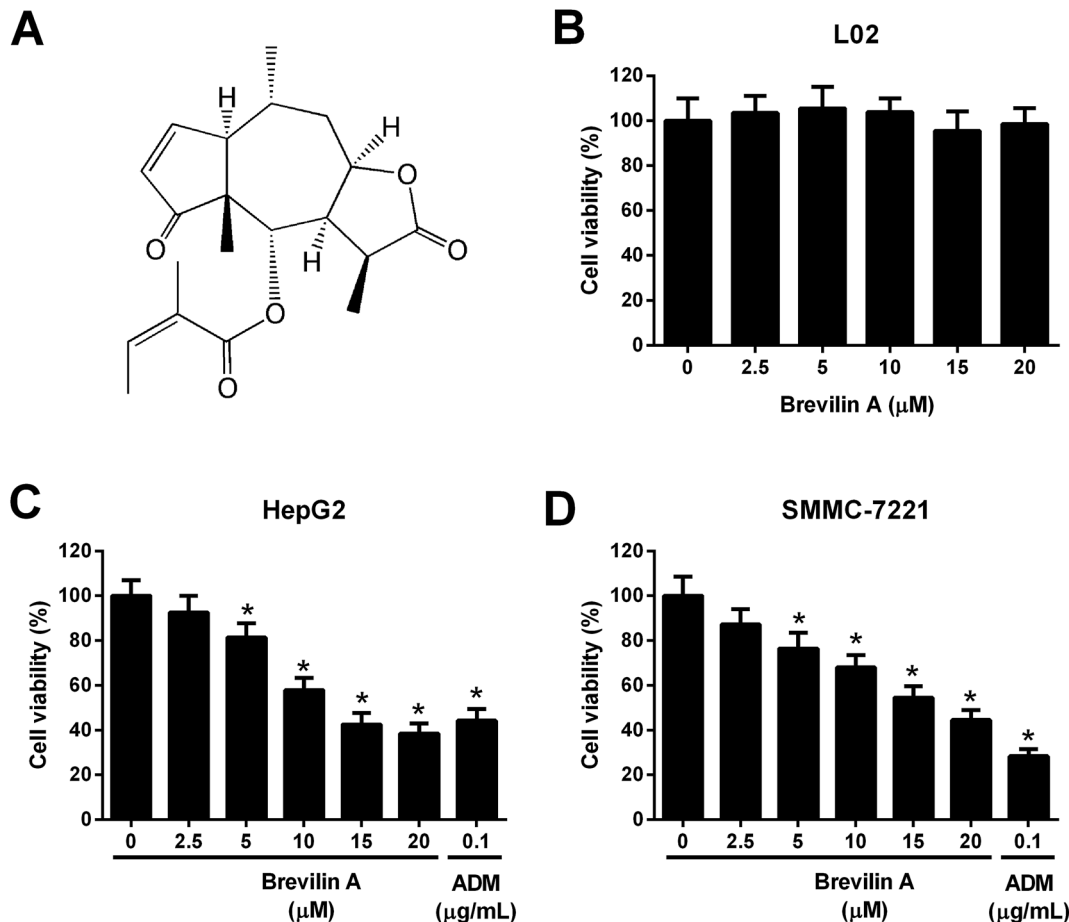 A
H
H
O
O
O
H
O
O
B
L02
Cell viability (%)
120
100
80
60
40
20
0
0 2.5 5 10 15 20
Brevilin A (μM)
C
HepG2
Cell viability (%)
120
100
80
60
40
20
0
* * * * *
0 2.5 5 10 15 20 0.1
Brevilin A ADM
(μM) (μg/mL)
D
SMMC-7221
Cell viability (%)
120
100
80
60
40
20
0
* * * * *
0 2.5 5 10 15 20 0.1
Brevilin A ADM
(μM) (μg/mL)